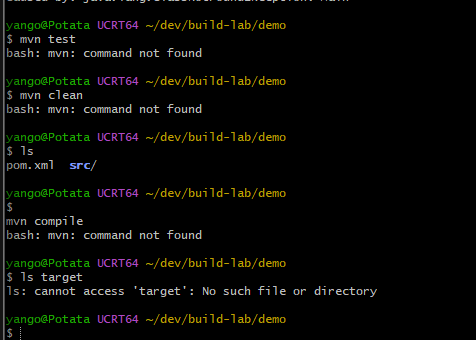 yango@Potata UCRT64 ~/dev/build-lab/demo
$ mvn test
bash: mvn: command not found
yango@Potata UCRT64 ~/dev/build-lab/demo
$ mvn clean
bash: mvn: command not found
yango@Potata UCRT64 ~/dev/build-lab/demo
$ ls
pom.xml  src/
yango@Potata UCRT64 ~/dev/build-lab/demo
$
mvn compile
bash: mvn: command not found
yango@Potata UCRT64 ~/dev/build-lab/demo
$ ls target
ls: cannot access 'target': No such file or directory
yango@Potata UCRT64 ~/dev/build-lab/demo
$